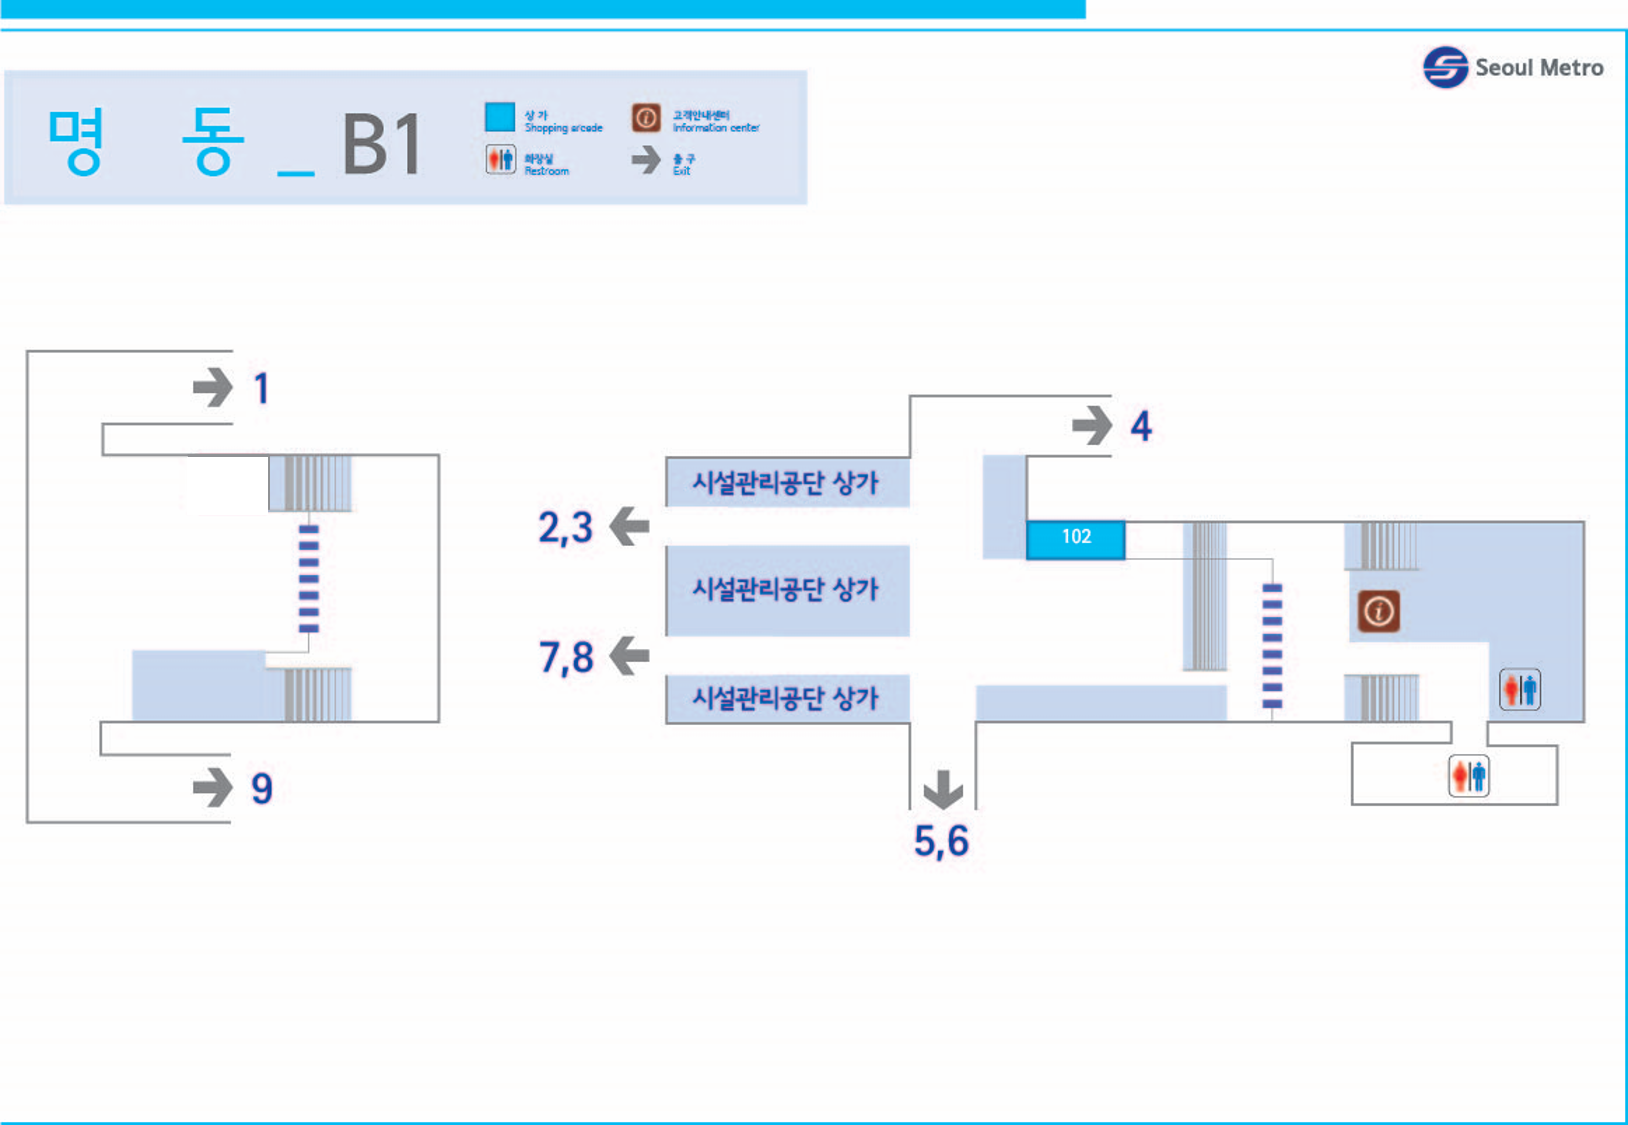 Seoul Metro
명 동 _ B1
상 가
Shopping arcade
고객안내센터
Information center
화장실
Restroom
출 구
Exit
1
4
시설관리공단 상가
2,3
102
시설관리공단 상가
7,8
시설관리공단 상가
9
5,6